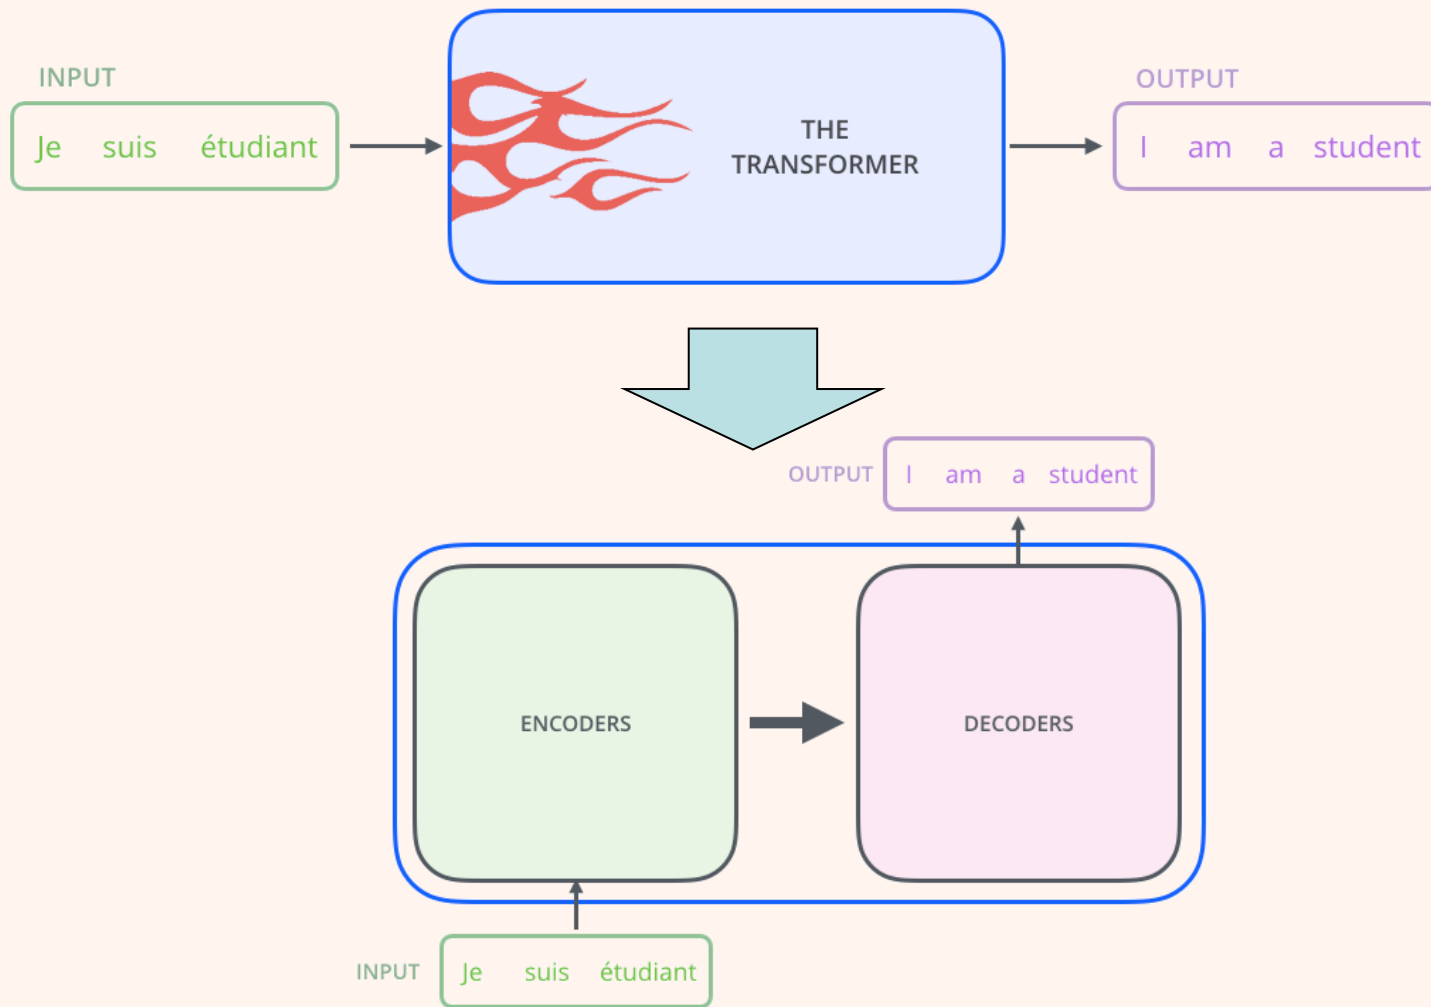 INPUT
OUTPUT
Je suis étudiant
THE
TRANSFORMER
I am a student
OUTPUT I am a student
ENCODERS
DECODERS
INPUT Je suis étudiant